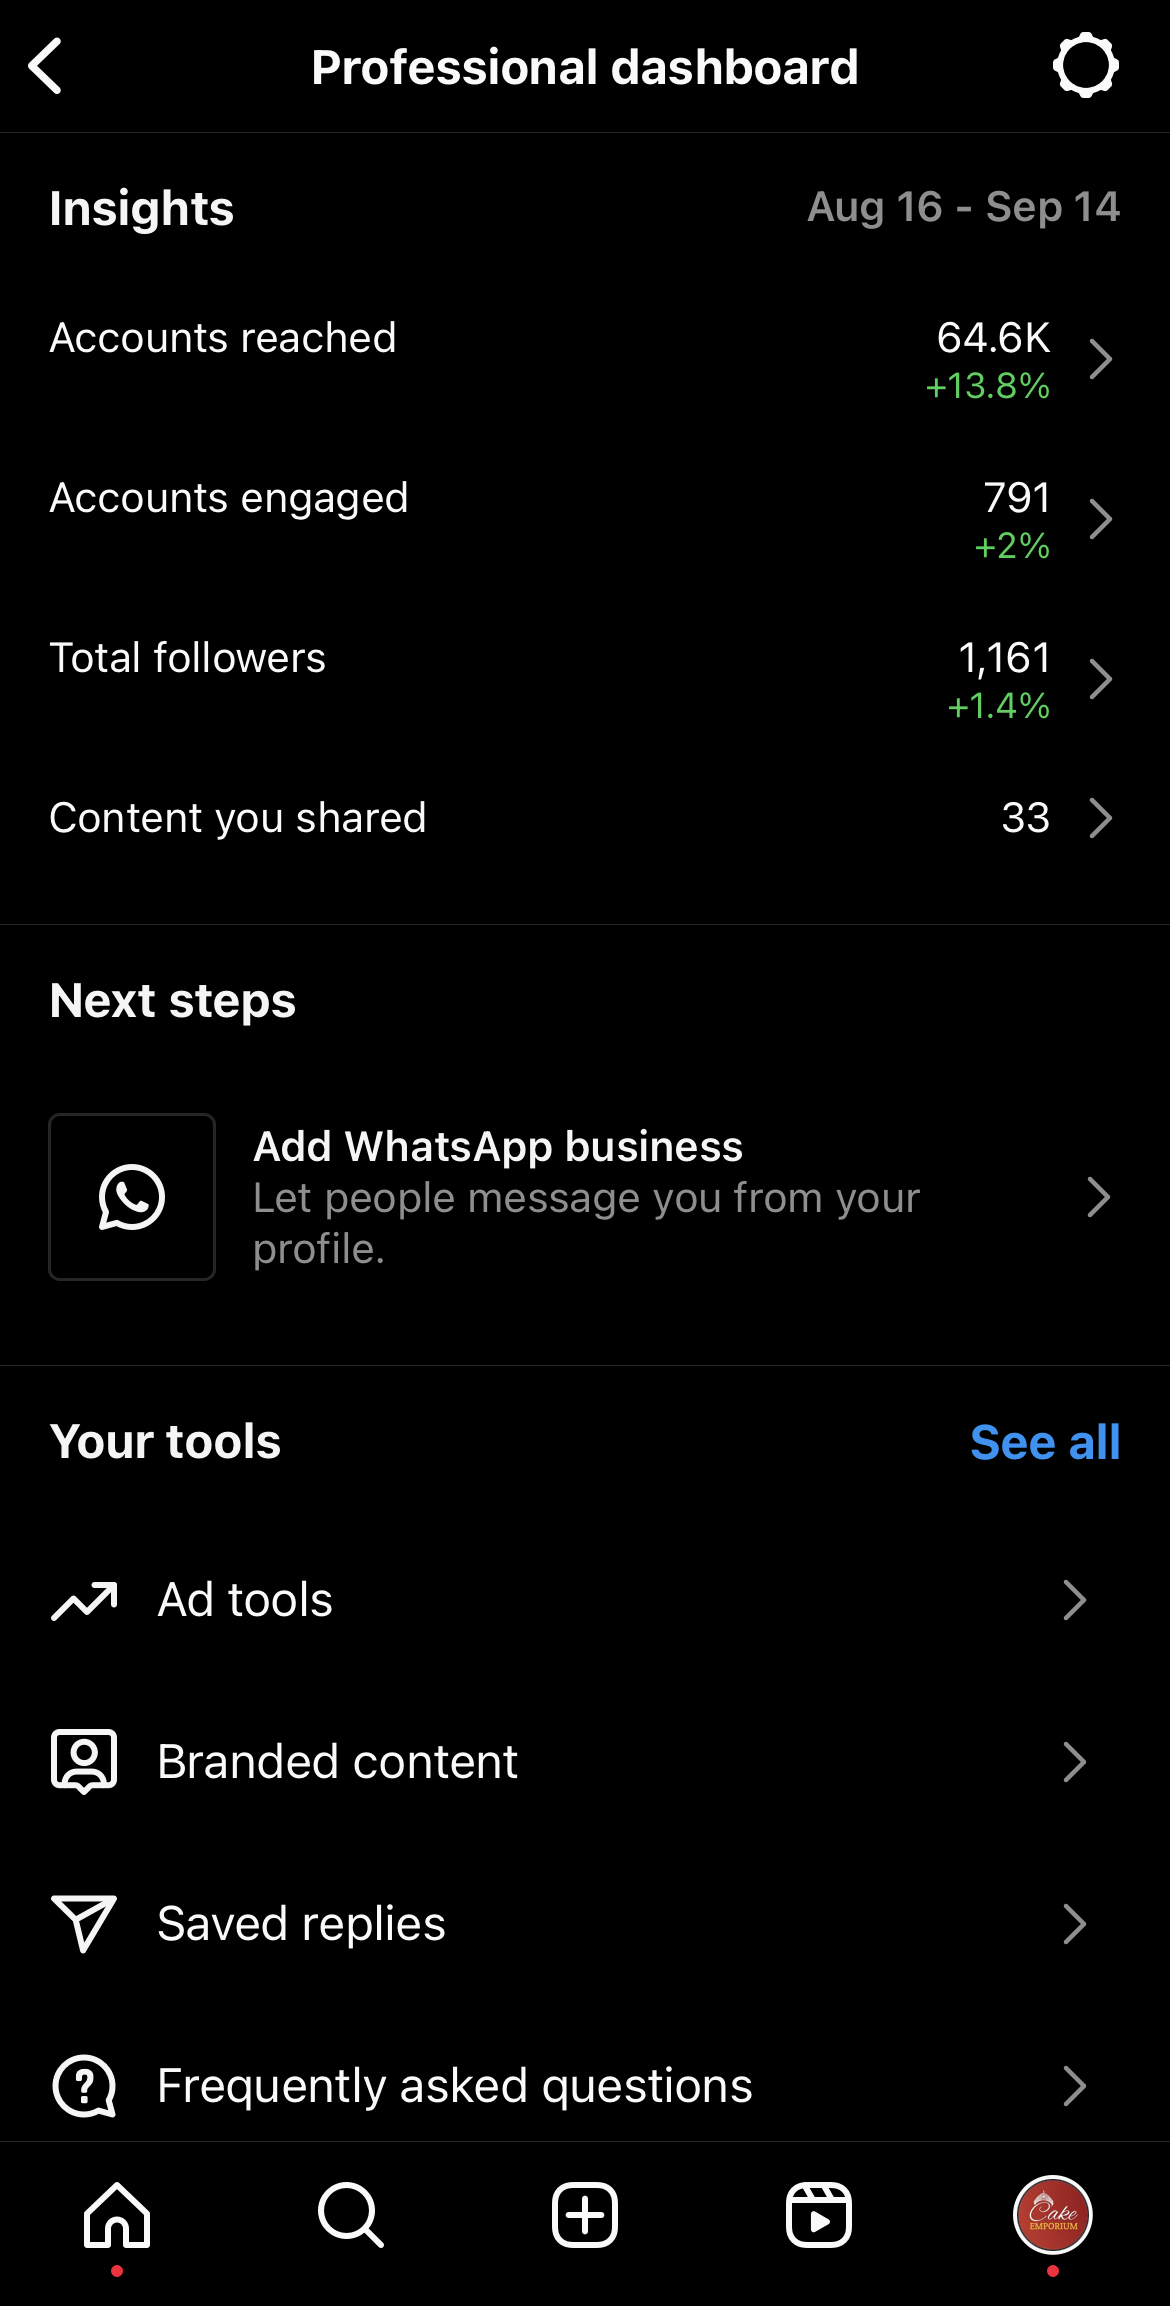 Professional dashboard
Insights
Aug 16 - Sep 14
Accounts reached
64.6K
+13.8%
Accounts engaged
791
+2%
Total followers
1,161
+1.4%
Content you shared
33
Next steps
Add WhatsApp business
Let people message you from your
profile.
Your tools
See all
Ad tools
Branded content
Saved replies
Frequently asked questions
Cake
EMPORIUM